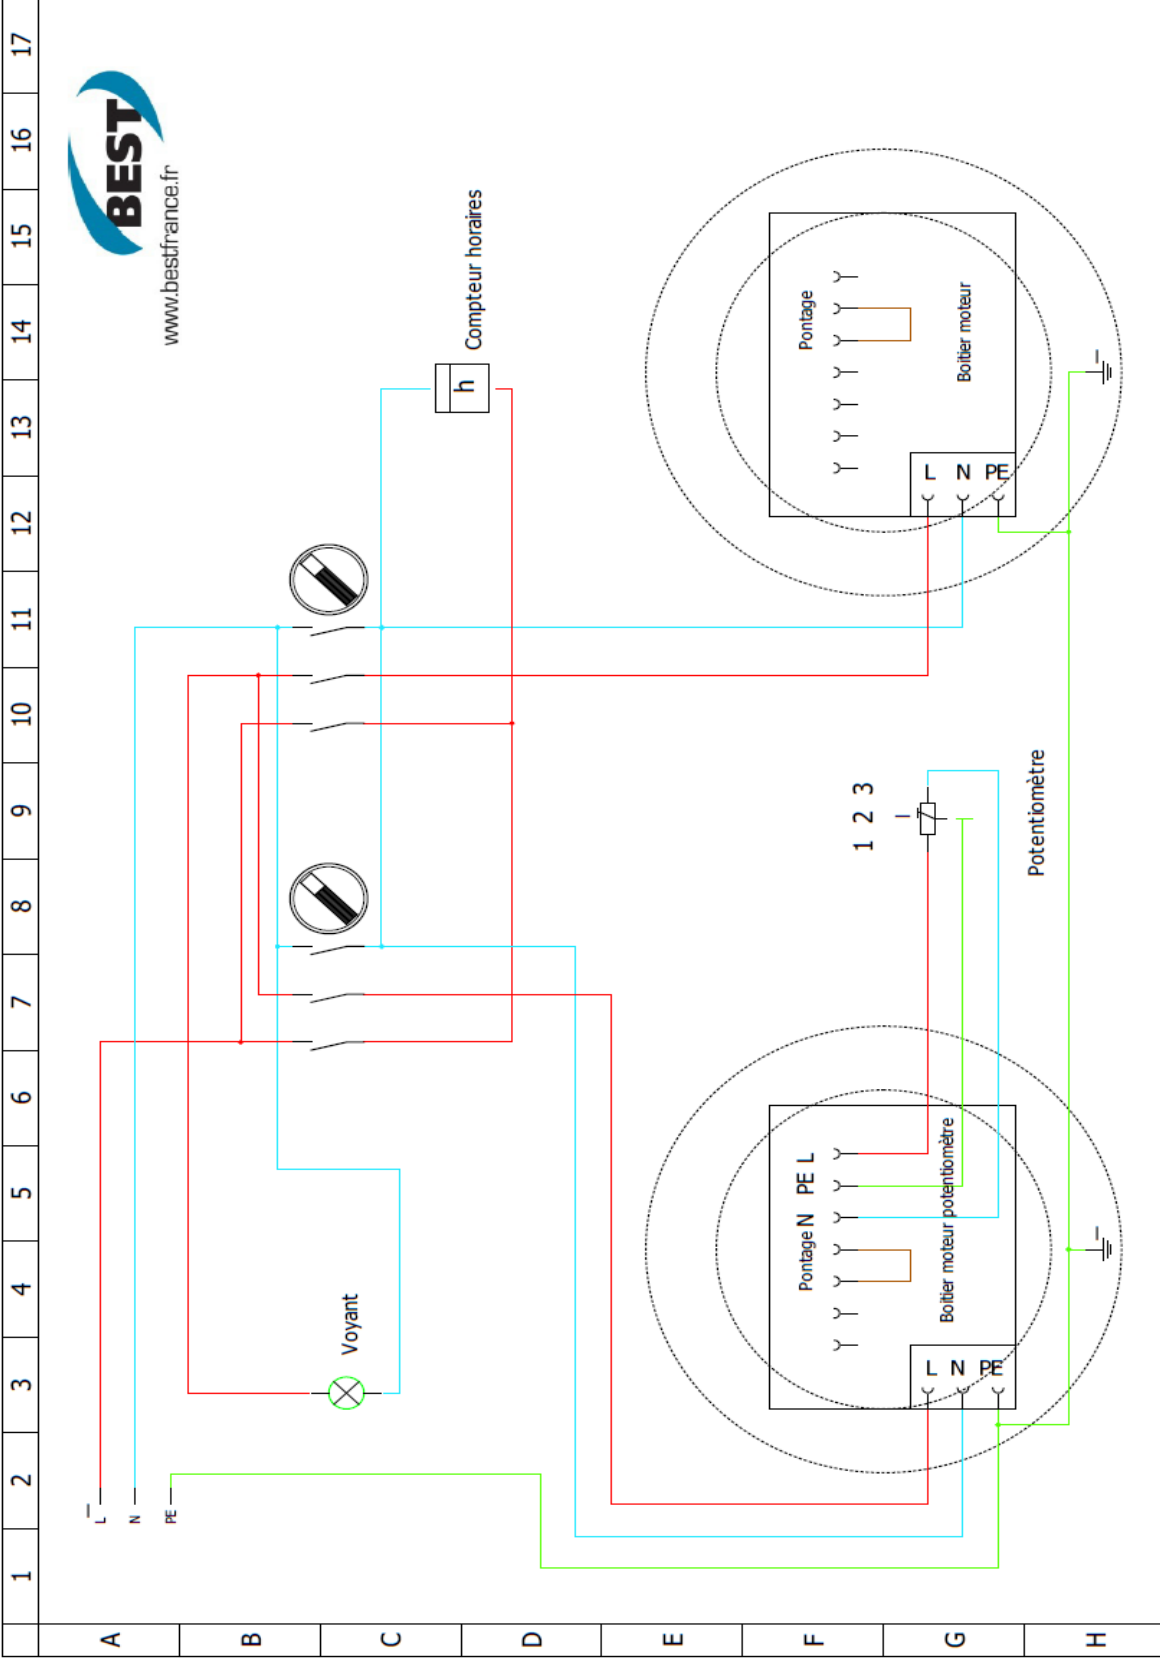 BEST
www.bestfrance.fr
L
N
PE
Voyant
Compteur horaires
h
Pontage N PE L
Boitier moteur potentiomètre
L N PE
1 2 3
Potentiomètre
Pontage
Boitier moteur
L N PE
1 2 3 4 5 6 7 8 9 10 11 12 13 14 15 16 17
A
B
C
D
E
F
G
H